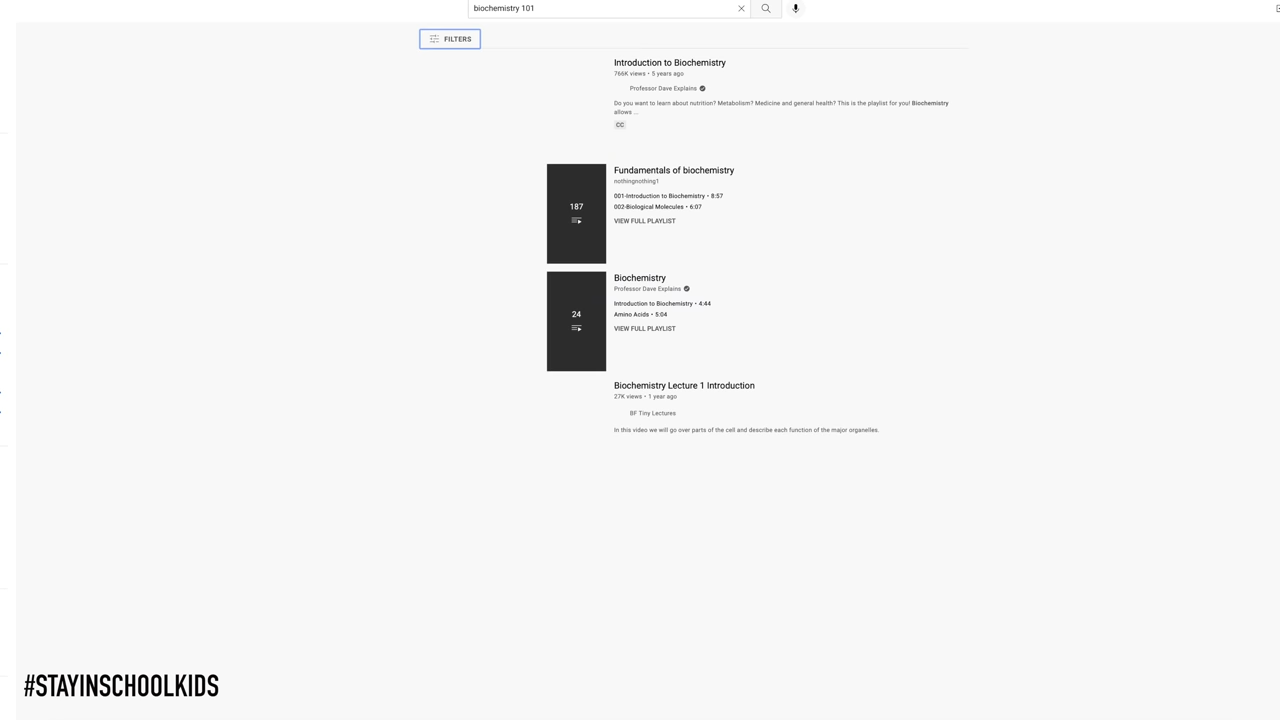 biochemistry 101
FILTERS
Introduction to Biochemistry
766K views • 5 years ago
Professor Dave Explains
Do you want to learn about nutrition? Metabolism? Medicine and general health? This is the playlist for you! Biochemistry
allows ...
CC
187
Fundamentals of biochemistry
nothingnothing1
001-Introduction to Biochemistry • 8:57
002-Biological Molecules • 6:07
VIEW FULL PLAYLIST
24
Biochemistry
Professor Dave Explains
Introduction to Biochemistry • 4:44
Amino Acids • 5:04
VIEW FULL PLAYLIST
Biochemistry Lecture 1 Introduction
27K views • 1 year ago
BF Tiny Lectures
In this video we will go over parts of the cell and describe each function of the major organelles.
#STAYINSCHOOLKIDS